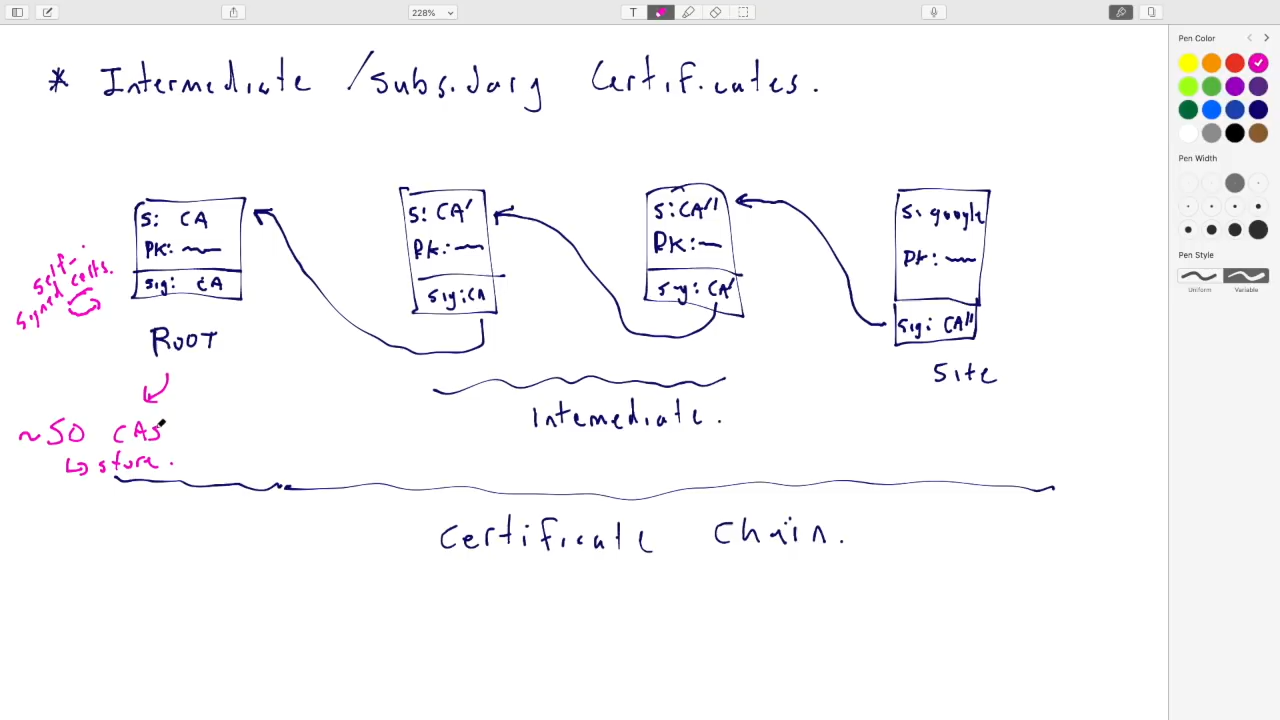 228%
T
* Intermediate /subsidary Certificates.
S: CA
PK:
sig: CA
self-
signed certs.
ROOT
~50 CAs
↳ store.
S: CA'
PK:
sig: CA
S: CA''
PK:
sig: CA'
S: google
PK:
sig: CA''
Site
Intemediate.
Certificate Chain.
Pen Color
Pen Width
Pen Style
Uniform
Variable